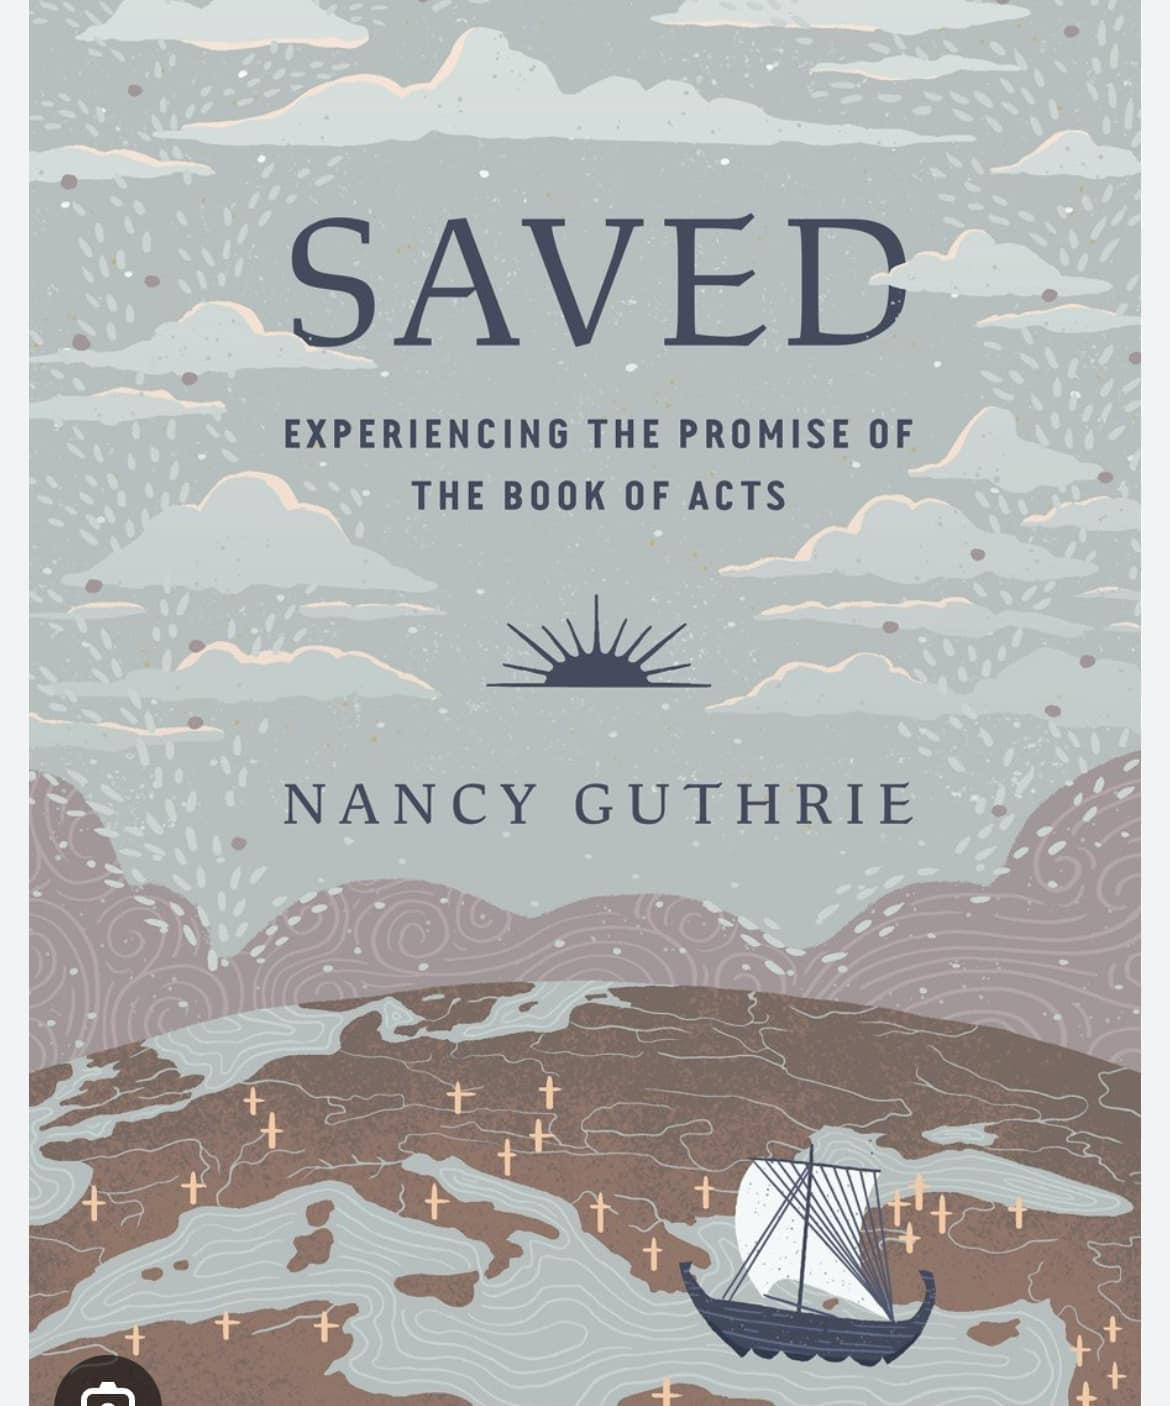 SAVED
EXPERIENCING THE PROMISE OF
THE BOOK OF ACTS
NANCY GUTHRIE